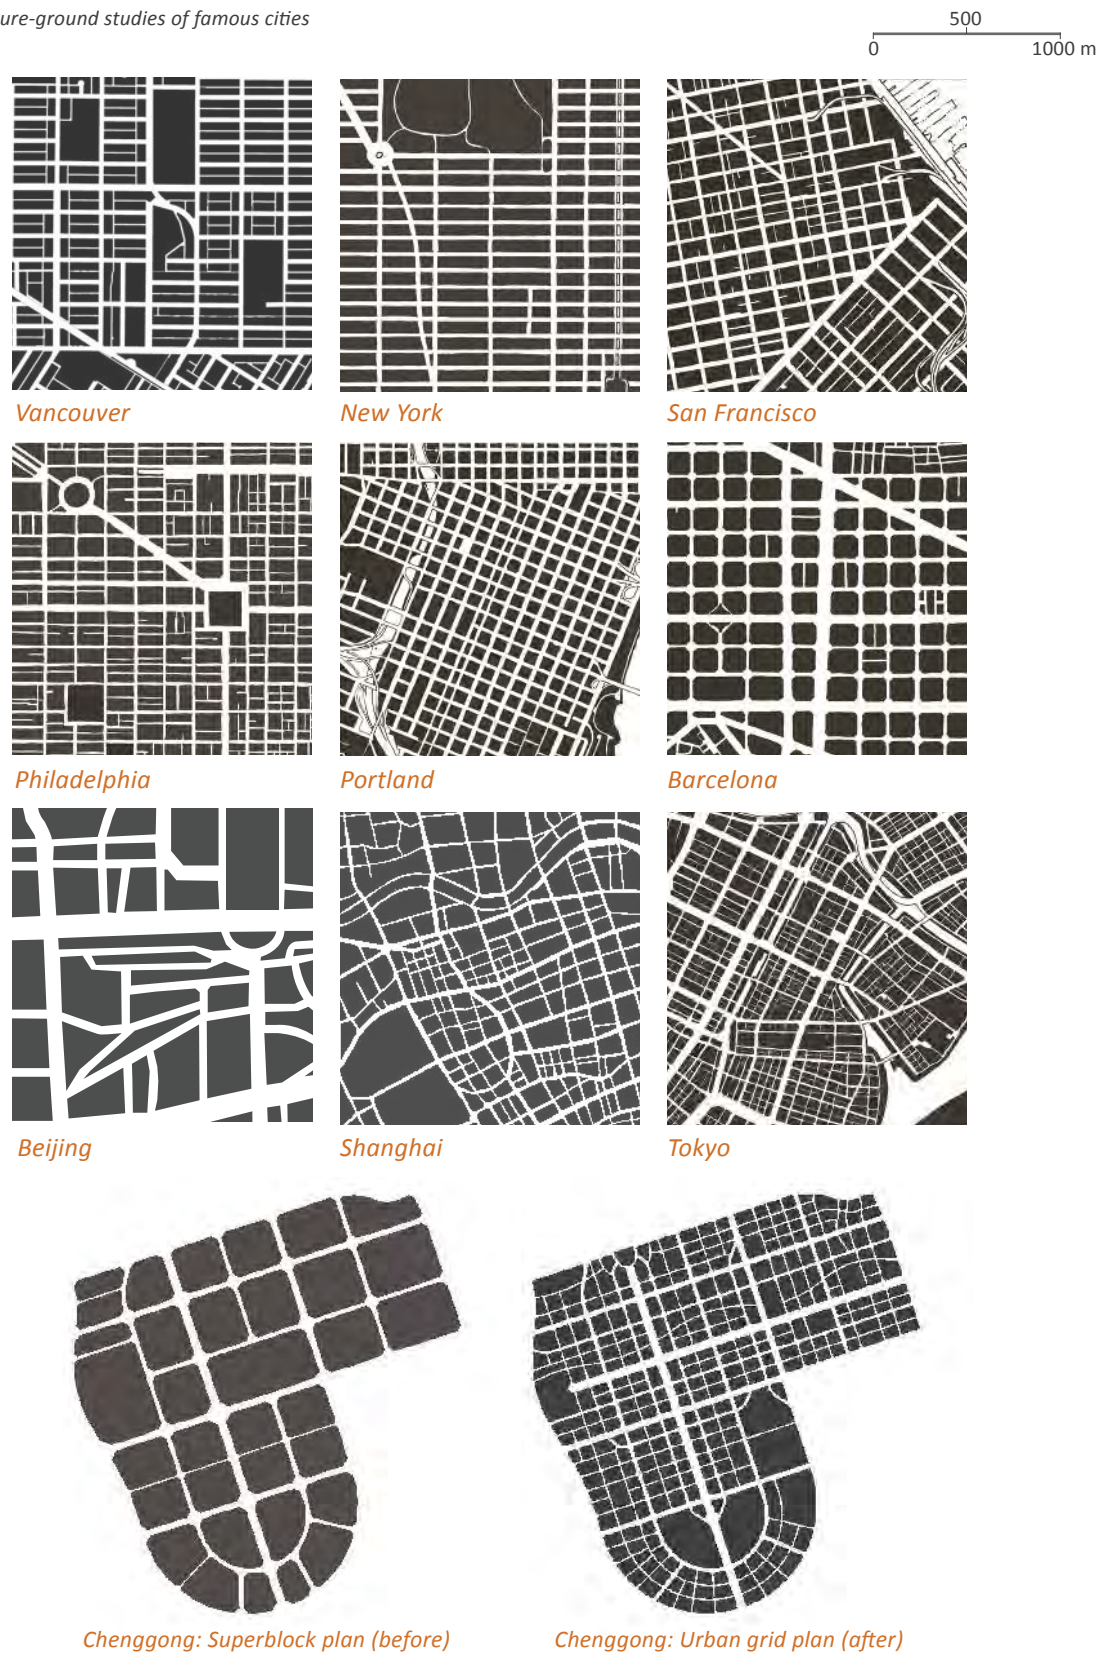 ure-ground studies of famous cities
500
0 1000 m
Vancouver
New York
San Francisco
Philadelphia
Portland
Barcelona
Beijing
Shanghai
Tokyo
Chenggong: Superblock plan (before)
Chenggong: Urban grid plan (after)